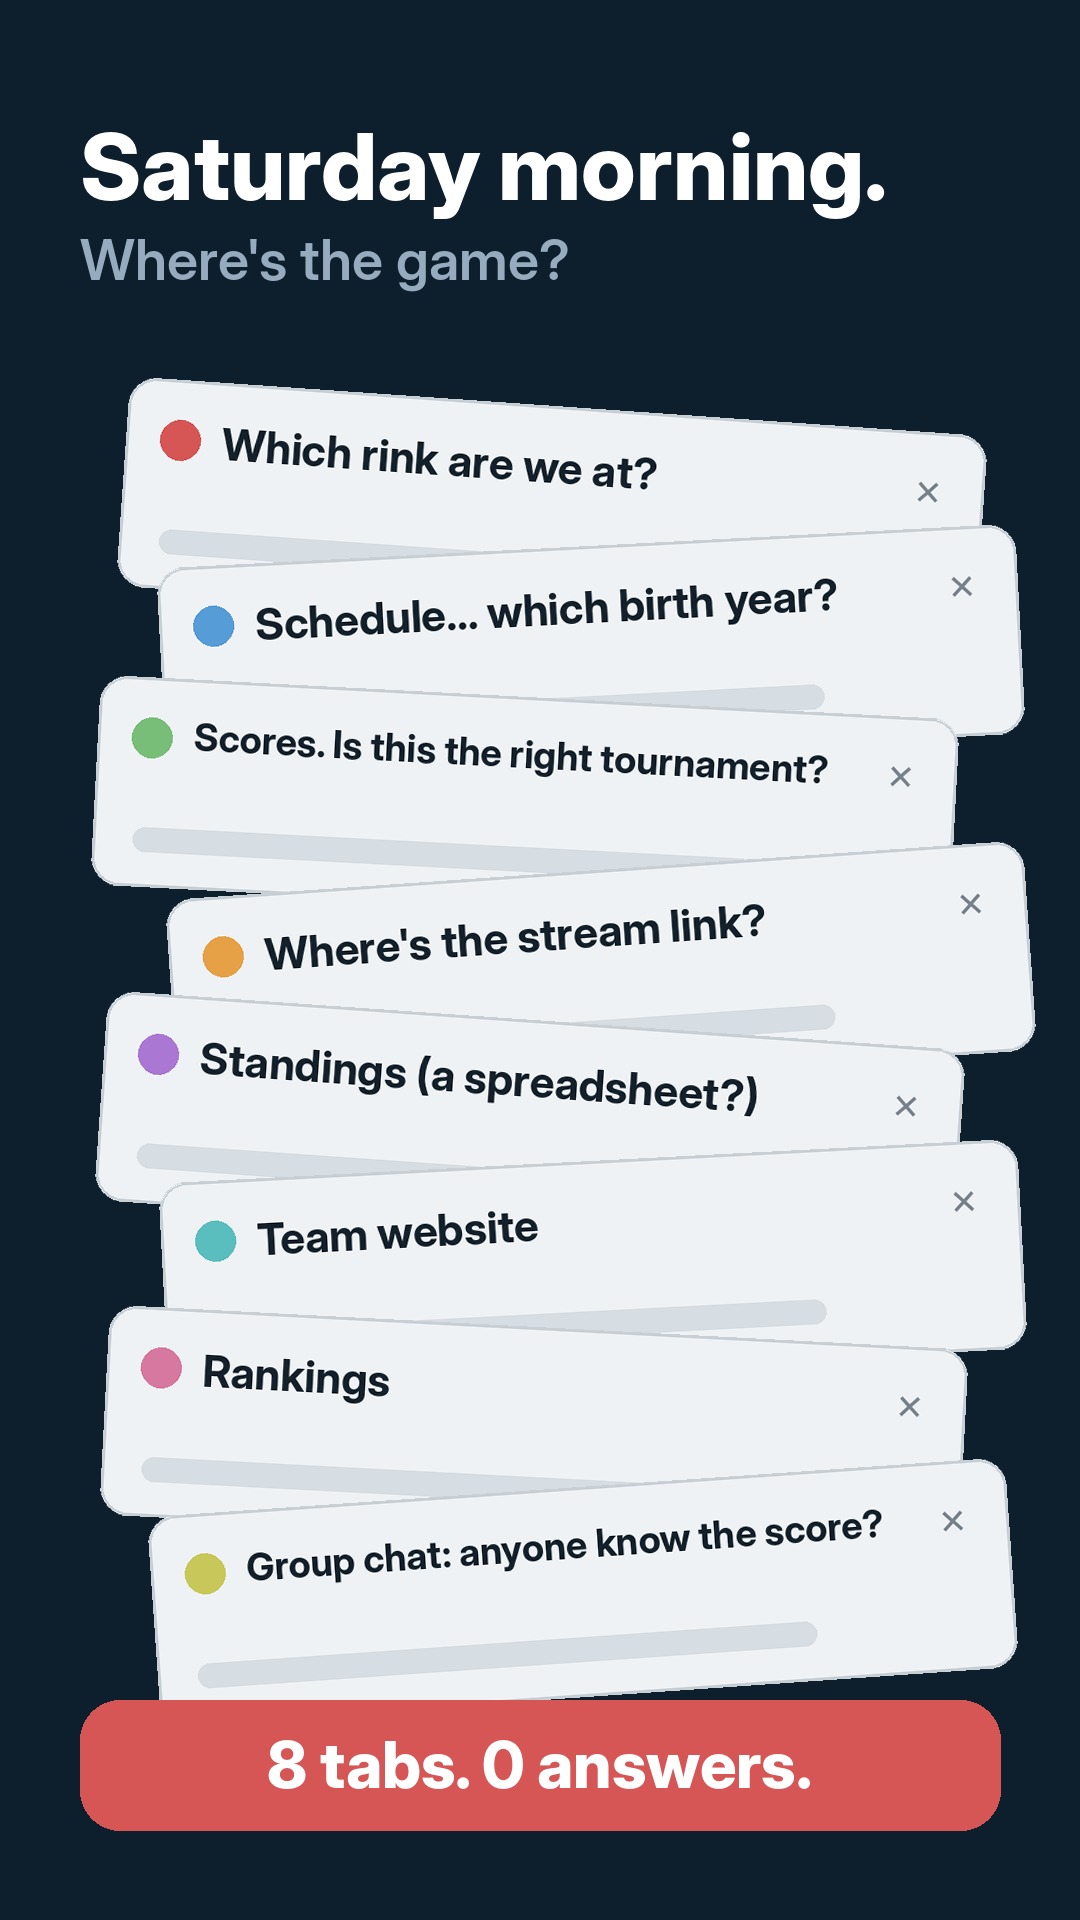 Saturday morning.
Where's the game?
Which rink are we at?
×
Schedule... which birth year?
×
Scores. Is this the right tournament?
×
Where's the stream link?
×
Standings (a spreadsheet?)
×
Team website
×
Rankings
×
Group chat: anyone know the score?
×
8 tabs. 0 answers.